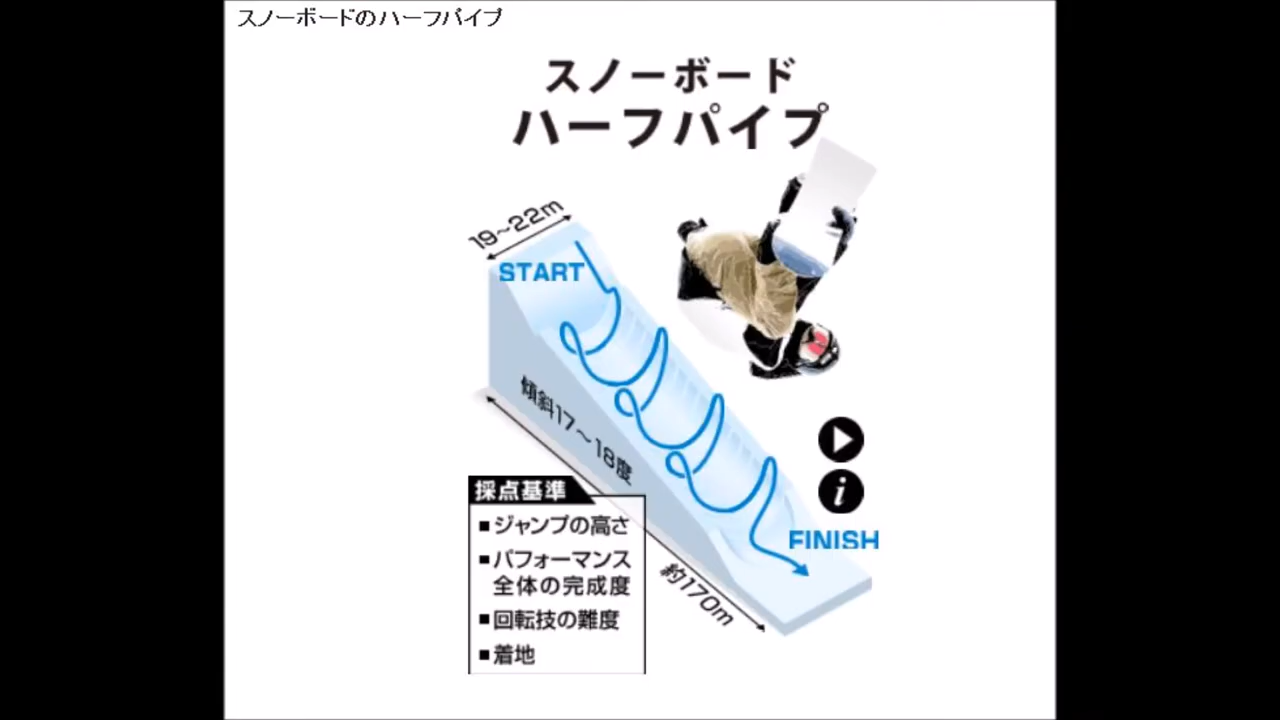 スノーボードのハーフパイプ
スノーボード
ハーフパイプ
19~22m
START
傾斜17～18度
FINISH
約170m
採点基準
■ジャンプの高さ
■パフォーマンス
全体の完成度
■回転技の難度
■着地
i